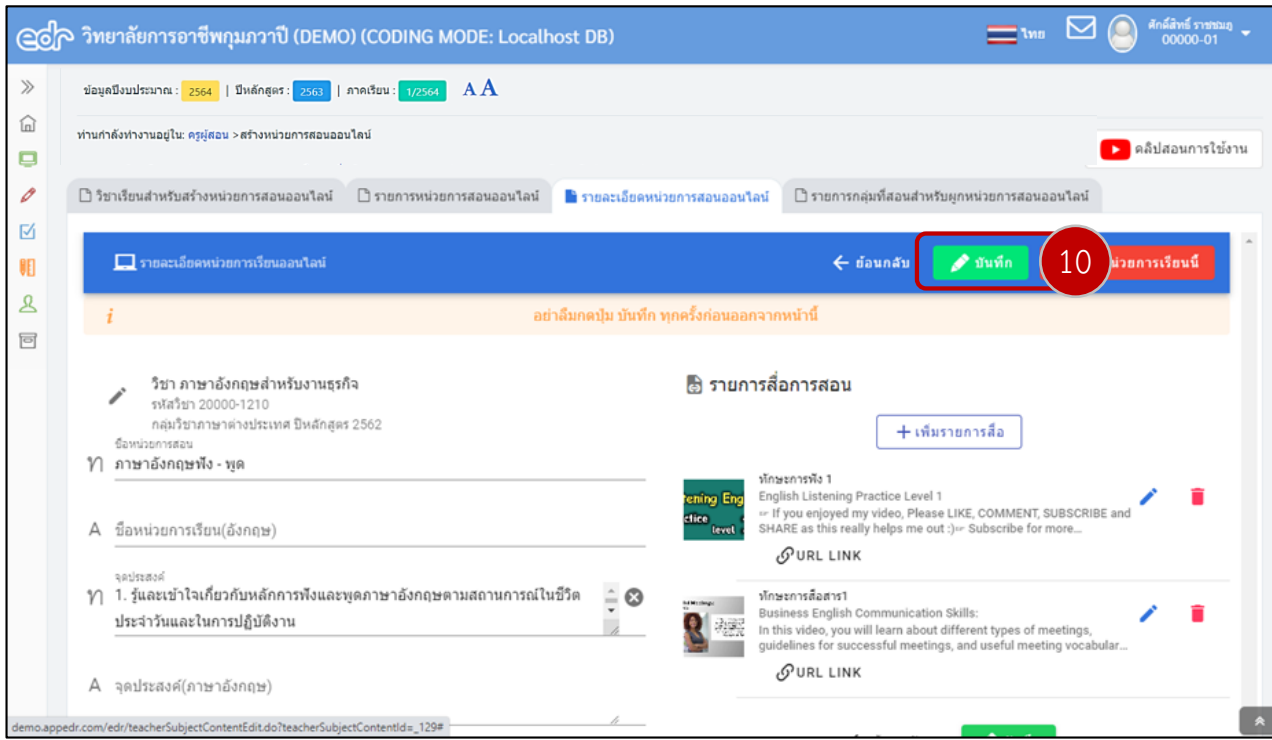 edr วิทยาลัยการอาชีพกุมภวาปี (DEMO) (CODING MODE: Localhost DB)
ไทย
ศักดิ์สิทธิ์ ราชชมภู
00000-01
ข้อมูลปีงบประมาณ : 2564 | ปีหลักสูตร : 2563 | ภาคเรียน : 1/2564 A A
ท่านกำลังทำงานอยู่ใน: ครูผู้สอน >สร้างหน่วยการสอนออนไลน์
คลิปสอนการใช้งาน
วิชาเรียนสำหรับสร้างหน่วยการสอนออนไลน์
รายการหน่วยการสอนออนไลน์
รายละเอียดหน่วยการสอนออนไลน์
รายการกลุ่มที่สอนสำหรับผูกหน่วยการสอนออนไลน์
รายละเอียดหน่วยการเรียนออนไลน์
ย้อนกลับ
บันทึก
10
น่วยการเรียนนี้
i อย่าลืมกดปุ่ม บันทึก ทุกครั้งก่อนออกจากหน้านี้
วิชา ภาษาอังกฤษสำหรับงานธุรกิจ
รหัสวิชา 20000-1210
กลุ่มวิชาภาษาต่างประเทศ ปีหลักสูตร 2562
ชื่อหน่วยการสอน
ท ภาษาอังกฤษฟัง - พูด
A ชื่อหน่วยการเรียน(อังกฤษ)
จุดประสงค์
ท 1. รู้และเข้าใจเกี่ยวกับหลักการฟังและพูดภาษาอังกฤษตามสถานการณ์ในชีวิต
ประจำวันและในการปฏิบัติงาน
A จุดประสงค์(ภาษาอังกฤษ)
รายการสื่อการสอน
+ เพิ่มรายการสื่อ
tening Eng
ctice
level
ทักษะการฟัง 1
English Listening Practice Level 1
☞ If you enjoyed my video, Please LIKE, COMMENT, SUBSCRIBE and
SHARE as this really helps me out :)☞ Subscribe for more...
URL LINK
ทักษะการสื่อสาร1
Business English Communication Skills:
In this video, you will learn about different types of meetings,
guidelines for successful meetings, and useful meeting vocabular...
URL LINK
demo.appedr.com/edr/teacherSubjectContentEdit.do?teacherSubjectContentId=_129#